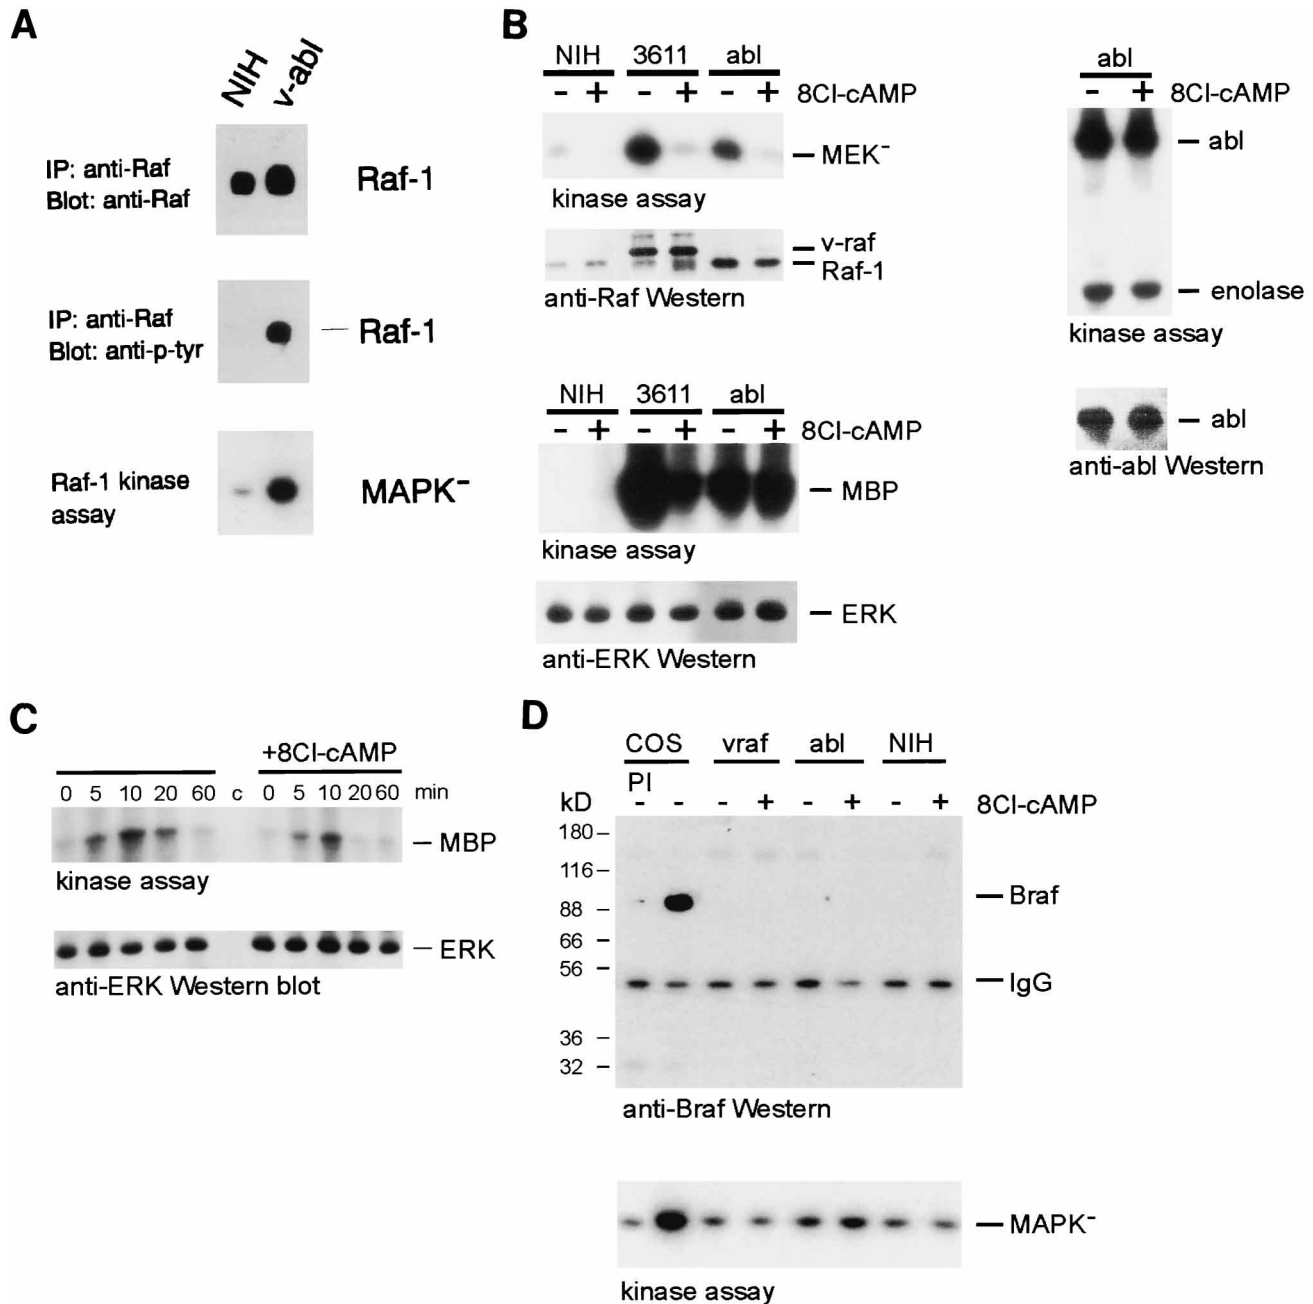 A
NIH v-abl
IP: anti-Raf
Blot: anti-Raf
Raf-1
IP: anti-Raf
Blot: anti-p-tyr
Raf-1
Raf-1 kinase
assay
MAPK⁻
B
NIH 3611 abl
- + - + - + 8Cl-cAMP
MEK⁻
kinase assay
v-raf
Raf-1
anti-Raf Western
NIH 3611 abl
- + - + - + 8Cl-cAMP
MBP
kinase assay
ERK
anti-ERK Western
abl
- + 8Cl-cAMP
abl
enolase
kinase assay
abl
anti-abl Western
C
+8Cl-cAMP
0 5 10 20 60 c 0 5 10 20 60 min
MBP
kinase assay
ERK
anti-ERK Western blot
D
COS vraf abl NIH
PI
kD - - - + - + - + 8Cl-cAMP
180
116
88
66
56
36
32
Braf
IgG
anti-Braf Western
MAPK⁻
kinase assay